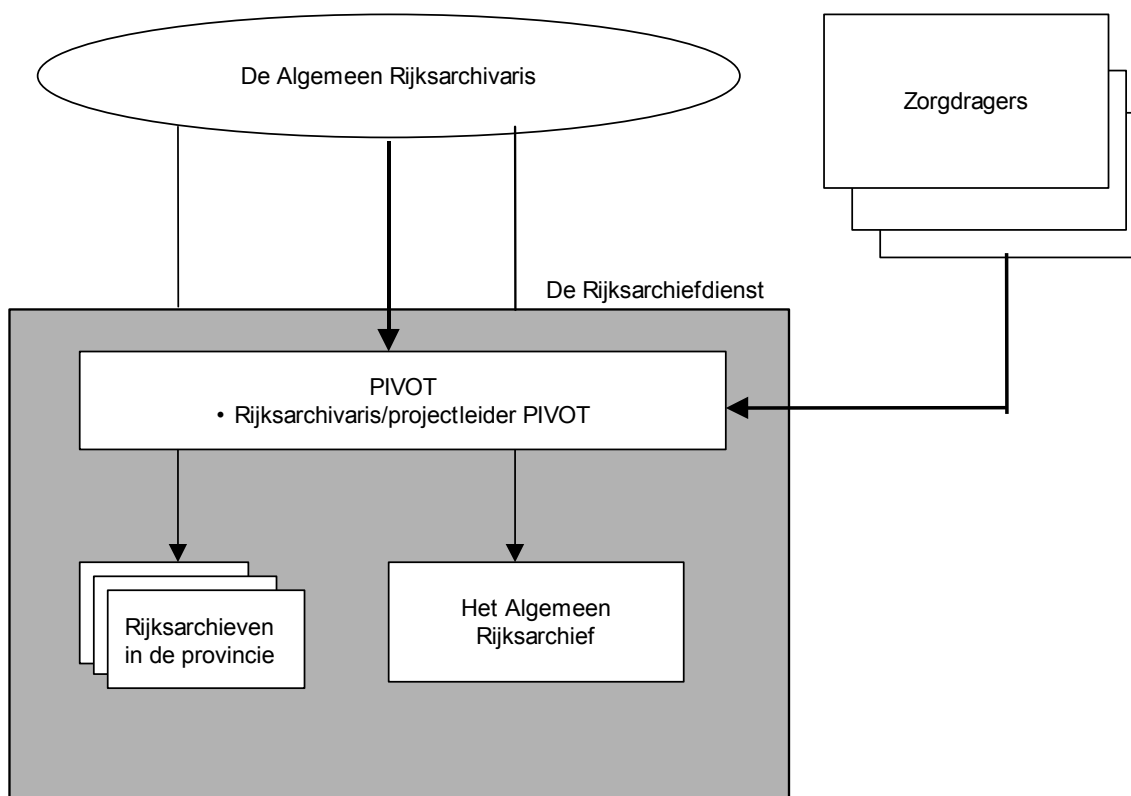 De Algemeen Rijksarchivaris
Zorgdragers
De Rijksarchiefdienst
PIVOT
• Rijksarchivaris/projectleider PIVOT
Rijksarchieven
in de provincie
Het Algemeen
Rijksarchief